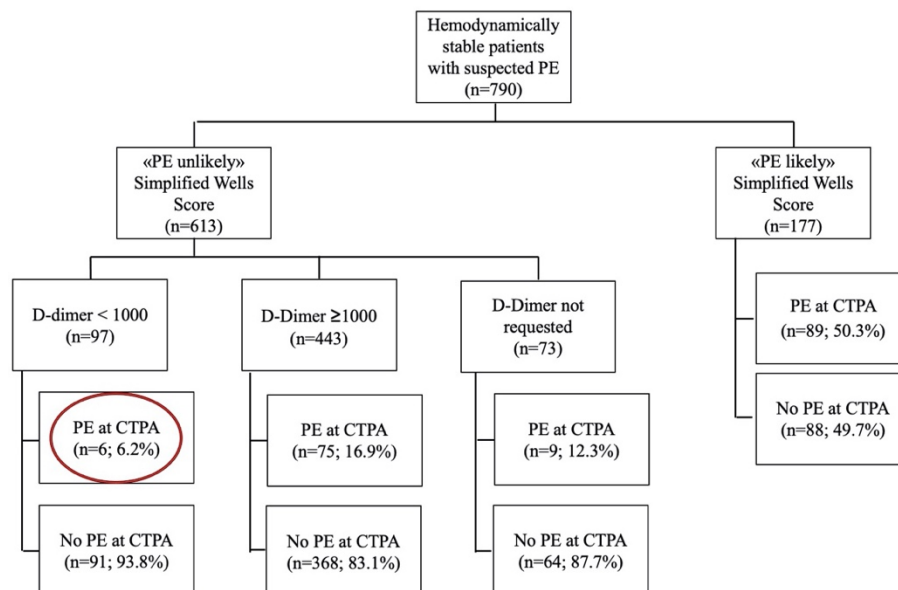 Hemodynamically
stable patients
with suspected PE
(n=790)
«PE unlikely»
Simplified Wells
Score
(n=613)
«PE likely»
Simplified Wells
Score
(n=177)
D-dimer < 1000
(n=97)
D-Dimer ≥1000
(n=443)
D-Dimer not
requested
(n=73)
PE at CTPA
(n=89; 50.3%)
No PE at CTPA
(n=88; 49.7%)
PE at CTPA
(n=6; 6.2%)
PE at CTPA
(n=75; 16.9%)
PE at CTPA
(n=9; 12.3%)
No PE at CTPA
(n=91; 93.8%)
No PE at CTPA
(n=368; 83.1%)
No PE at CTPA
(n=64; 87.7%)